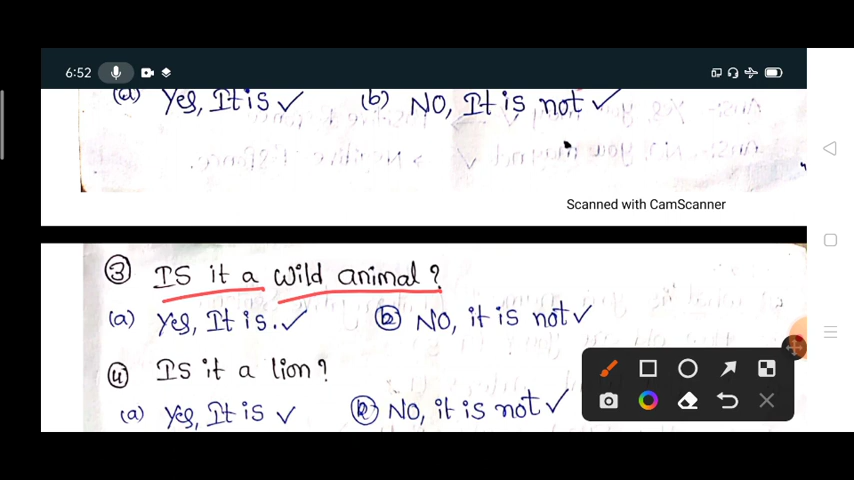 6:52
(a) Yes, It is ✓ (b) NO, It is not ✓
Scanned with CamScanner
③ IS it a wild animal?
(a) Yes, It is. ✓ ⓑ NO, it is not ✓
④ IS it a lion?
(a) Yes, It is ✓ ⓑ NO, it is not ✓